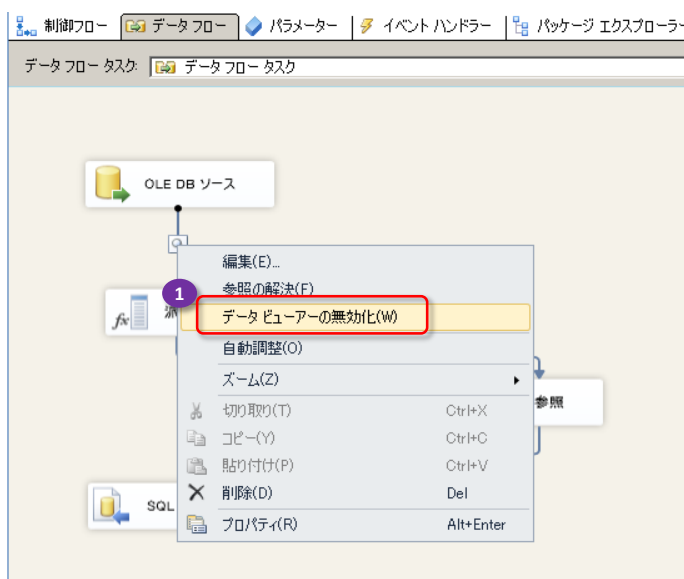 制御フロー データ フロー パラメーター イベント ハンドラー パッケージ エクスプローラー
データ フロー タスク: データ フロー タスク
OLE DB ソース
編集(E)...
参照の解決(F)
1
fx 派
データ ビューアーの無効化(W)
自動調整(O)
ズーム(Z)
切り取り(T) Ctrl+X
参照
コピー(Y) Ctrl+C
貼り付け(P) Ctrl+V
削除(D) Del
SQL
プロパティ(R) Alt+Enter